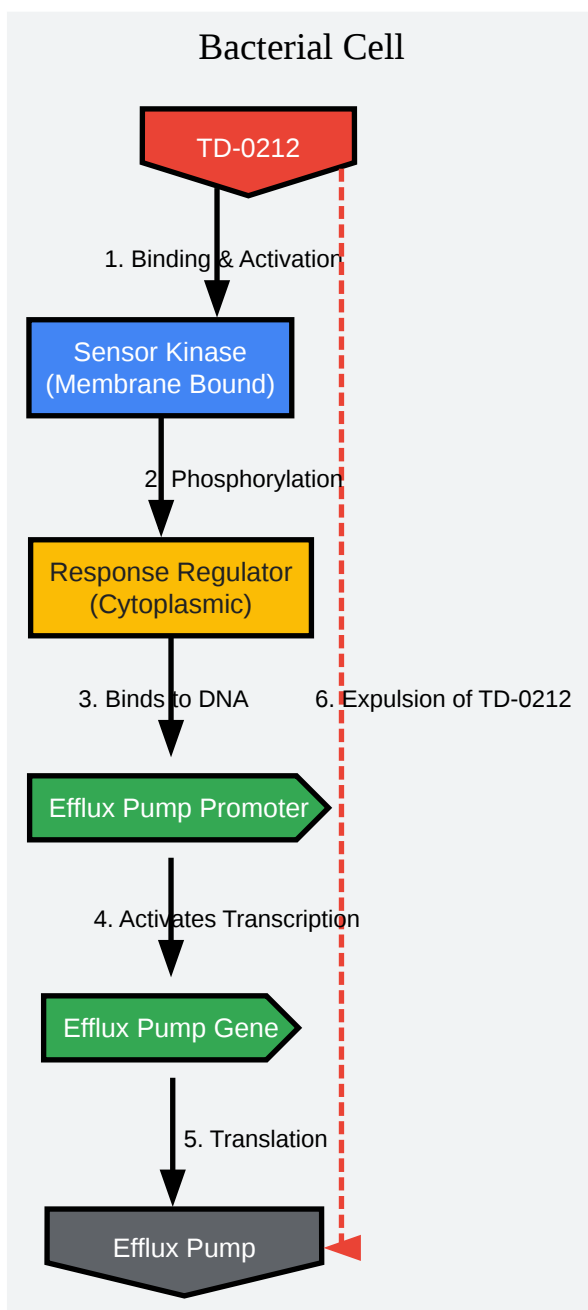 Bacterial Cell
TD-0212
1. Binding & Activation
Sensor Kinase
(Membrane Bound)
2. Phosphorylation
Response Regulator
(Cytoplasmic)
3. Binds to DNA
6. Expulsion of TD-0212
Efflux Pump Promoter
4. Activates Transcription
Efflux Pump Gene
5. Translation
Efflux Pump